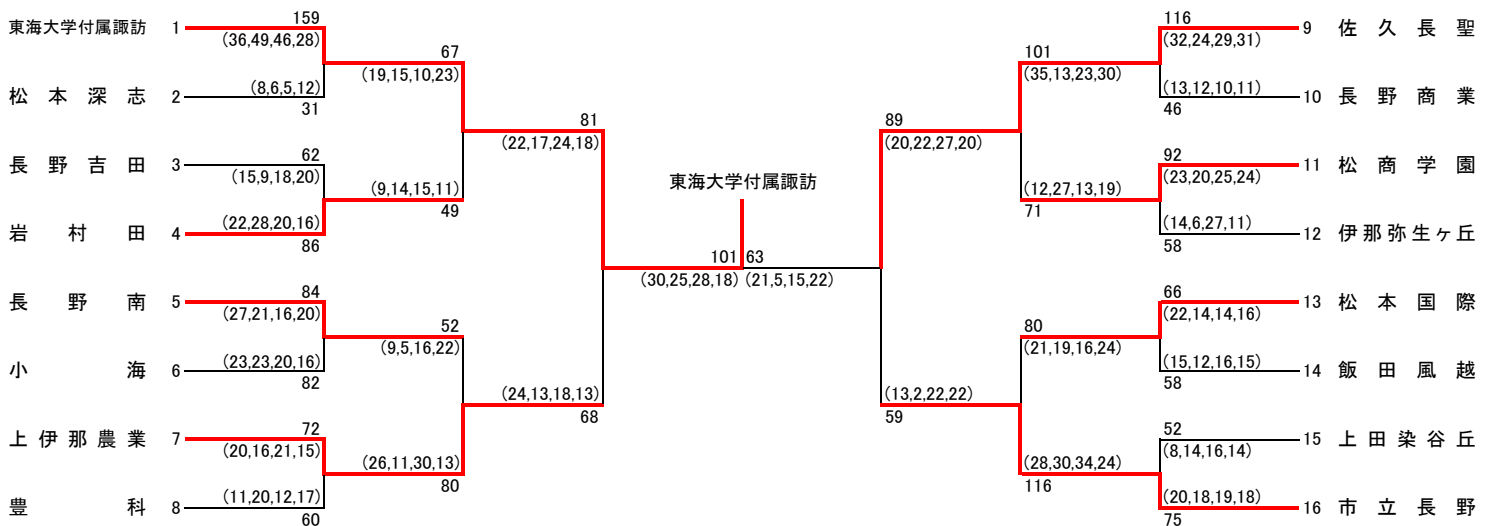 東海大学付属諏訪 1 159
(36,49,46,28)
松本深志 2 (8,6,5,12)
31
67
(19,15,10,23)
長野吉田 3 62
(15,9,18,20)
岩村田 4 (22,28,20,16)
86
(9,14,15,11)
49
81
(22,17,24,18)
長野南 5 84
(27,21,16,20)
小海 6 (23,23,20,16)
82
52
(9,5,16,22)
上伊那農業 7 72
(20,16,21,15)
豊科 8 (11,20,12,17)
60
(26,11,30,13)
80
(24,13,18,13)
68
東海大学付属諏訪
101 63
(30,25,28,18) (21,5,15,22)
89
(20,22,27,20)
101
(35,13,23,30)
116
(32,24,29,31) 9 佐久長聖
(13,12,10,11) 10 長野商業
46
(12,27,13,19)
71
92
(23,20,25,24) 11 松商学園
(14,6,27,11) 12 伊那弥生ヶ丘
58
(13,2,22,22)
59
80
(21,19,16,24)
66
(22,14,14,16) 13 松本国際
(15,12,16,15) 14 飯田風越
58
(28,30,34,24)
116
52
(8,14,16,14) 15 上田染谷丘
(20,18,19,18) 16 市立長野
75